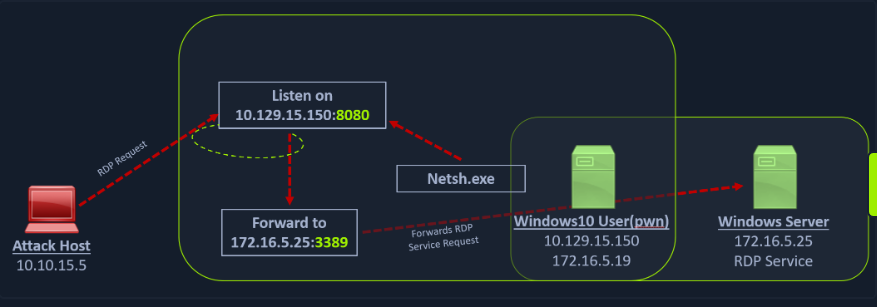 Listen on
10.129.15.150:8080
RDP Request
Netsh.exe
Forward to
172.16.5.25:3389
Forwards RDP
Service Request
Attack Host
10.10.15.5
Windows10 User(pwn)
10.129.15.150
172.16.5.19
Windows Server
172.16.5.25
RDP Service